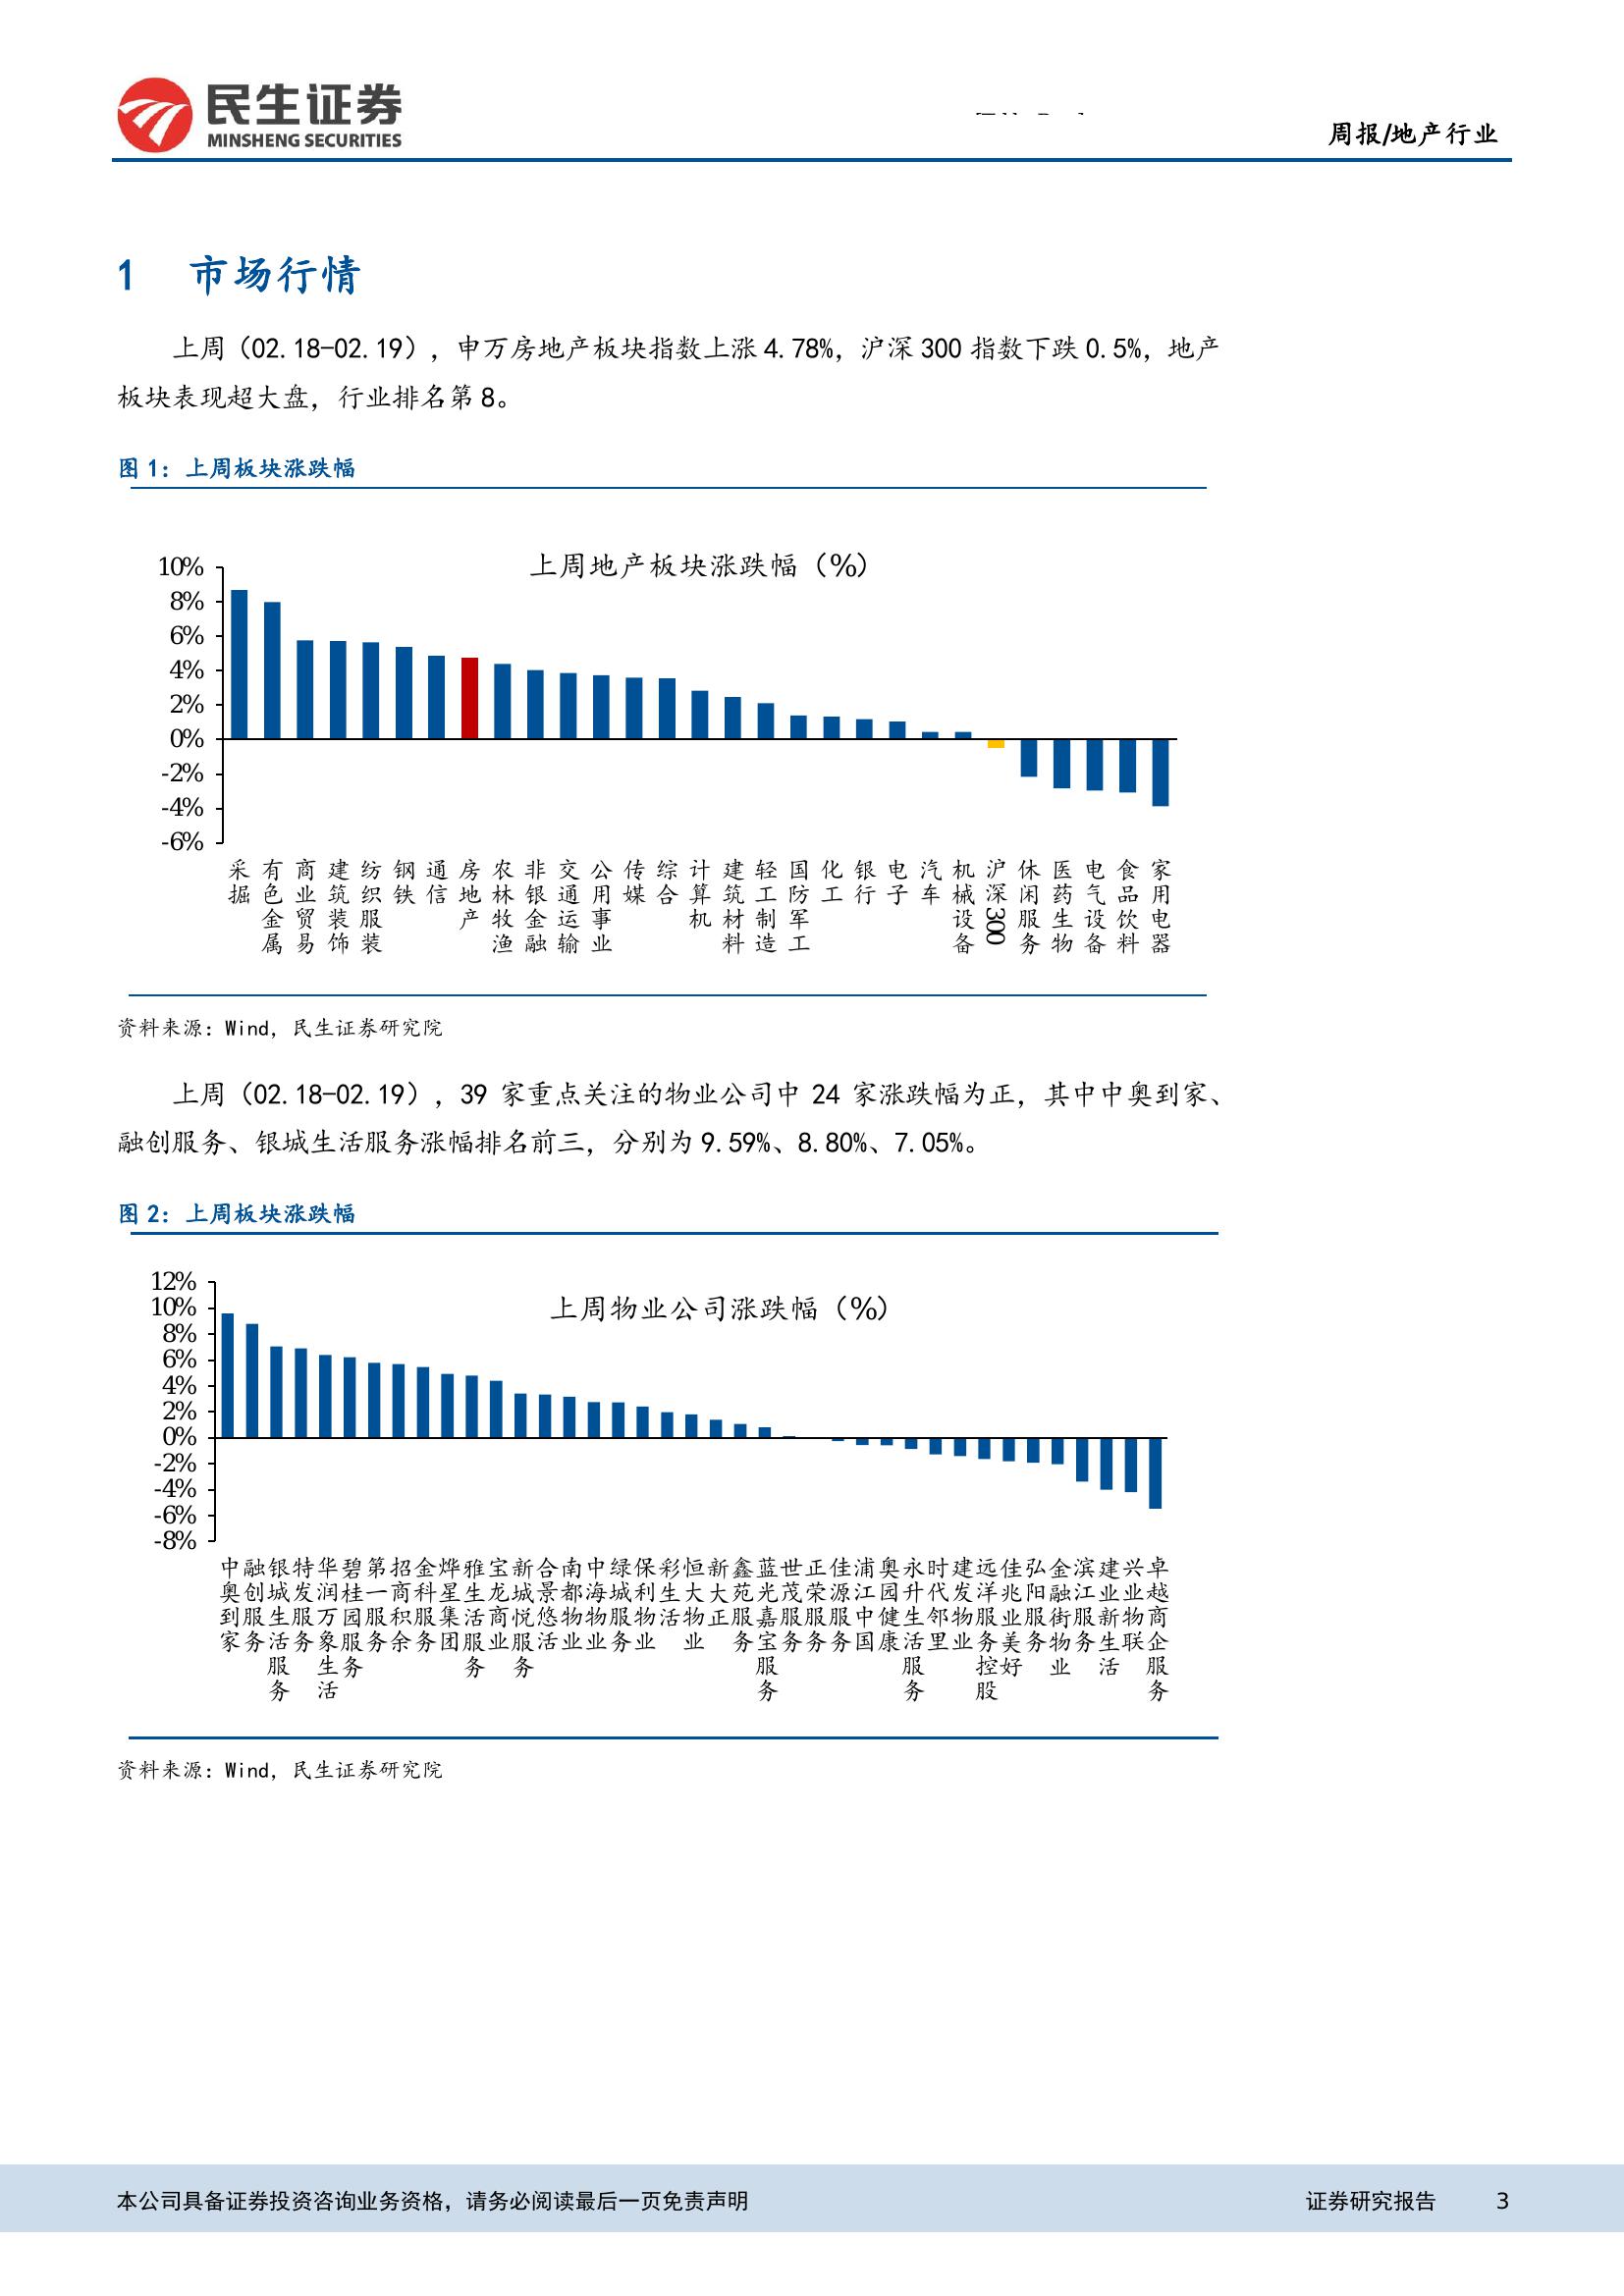 民生证券
MINSHENG SECURITIES
周报/地产行业
1 市场行情
上周（02.18-02.19），申万房地产板块指数上涨4.78%，沪深300指数下跌0.5%，地产
板块表现超大盘，行业排名第8。
图1：上周板块涨跌幅
上周地产板块涨跌幅（%）
10%
8%
6%
4%
2%
0%
-2%
-4%
-6%
采掘
有色金属
商业贸易
建筑装饰
纺织服装
钢铁
通信
房地产
农林牧渔
非银金融
交通运输
公用事业
传媒
综合
计算机
建筑材料
轻工制造
国防军工
化工
银行
电子
汽车
机械设备
沪深300
休闲服务
医药生物
电气设备
食品饮料
家用电器
资料来源：Wind，民生证券研究院
上周（02.18-02.19），39 家重点关注的物业公司中 24 家涨跌幅为正，其中中奥到家、
融创服务、银城生活服务涨幅排名前三，分别为9.59%、8.80%、7.05%。
图2：上周板块涨跌幅
上周物业公司涨跌幅（%）
12%
10%
8%
6%
4%
2%
0%
-2%
-4%
-6%
-8%
中奥到家
融创服务
银城生活服务
特发服务
华润万象生活
碧桂园服务
第一服务
招商积余
金科服务
烨星集团
雅生活服务
宝龙商业
新城悦服务
合景悠活
南都物业
中海物业
绿城服务
保利物业
彩生活
恒大物业
新大正
鑫苑服务
蓝光嘉宝服务
世茂服务
正荣服务
佳源服务
浦江中国
奥园健康
永升生活服务
时代邻里
建发物业
远洋服务控股
佳兆业美好
弘阳服务
金融街物业
滨江服务
建业新生活
兴业物联
卓越商企服务
资料来源：Wind，民生证券研究院
本公司具备证券投资咨询业务资格，请务必阅读最后一页免责声明
证券研究报告 3